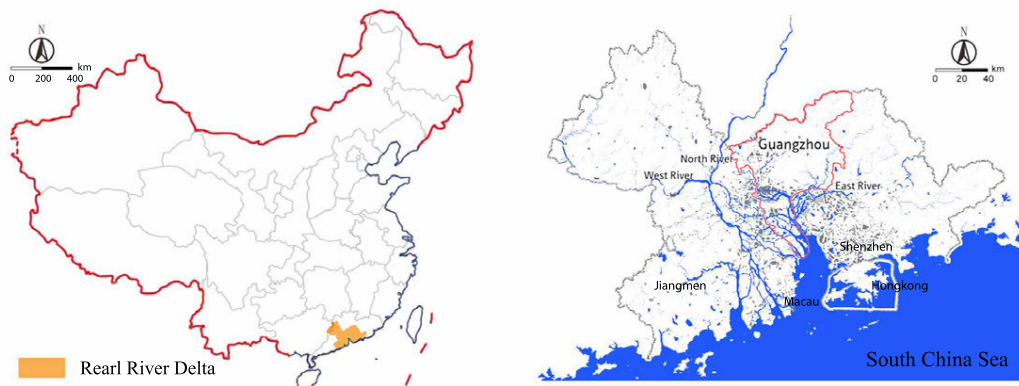 N
km
0 200 400
Rearl River Delta
N
km
0 20 40
Guangzhou
North River
West River
East River
Shenzhen
Jiangmen
Hongkong
Macau
South China Sea